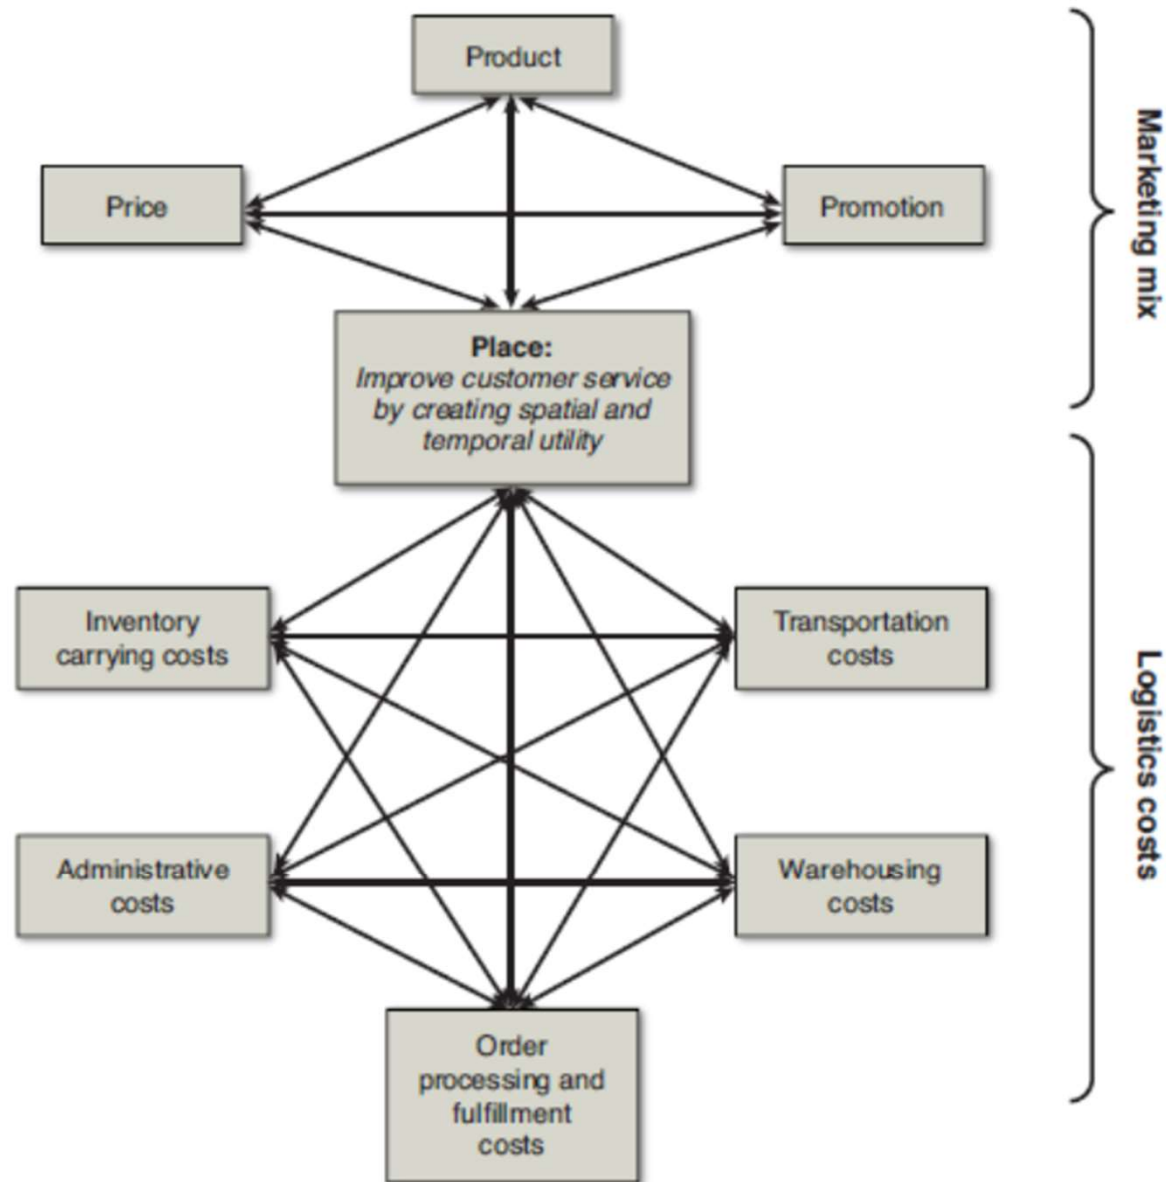 Product
Price
Promotion
Marketing mix
Place:
Improve customer service
by creating spatial and
temporal utility
Inventory
carrying costs
Transportation
costs
Logistics costs
Administrative
costs
Warehousing
costs
Order
processing and
fulfillment
costs